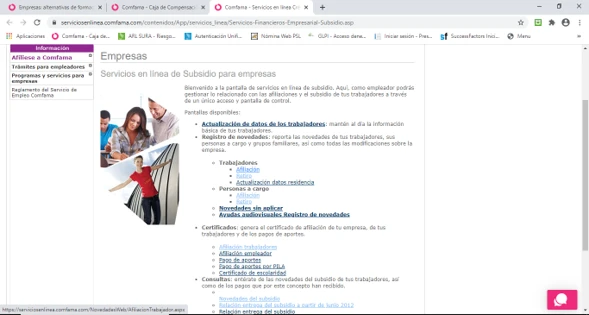 Empresas alternativas de form
Comfama - Caja de Compensac
Comfama - Servicios en línea C
serviciosenlinea.comfama.com/contenidos/App/servicios_linea/Servicios-Financieros-Empresarial-Subsidio.asp
Aplicaciones
Comfama - Caja de...
APL SURA - Riesgo...
Autenticación Unifi...
Nómina Web PSL
GLPI - Acceso dene...
Iniciar sesión - Pres...
SuccessFactors Inici...
Menu
Información
Afíliese a Comfama
Trámites para empleadores
Programas y servicios para
empresas
Reglamento del Servicio de
Empleo Comfama
Empresas
Servicios en línea de Subsidio para empresas
Bienvenido a la pantalla de servicios en línea de subsidio. Aquí, como empleador podrás
gestionar lo relacionado con las afiliaciones y el subsidio de tus trabajadores a través
de un único acceso y pantalla de control.
Pantallas disponibles:
Actualización de datos de los trabajadores: mantén al día la información
básica de tus trabajadores.
Registro de novedades: reporta las novedades de tus trabajadores, sus
personas a cargo y grupos familiares, así como todas las modificaciones sobre la
empresa.
Trabajadores
Afiliación
Retiro
Actualización datos residencia
Personas a cargo
Afiliación
Retiro
Novedades sin aplicar
Ayudas audiovisuales Registro de novedades
Certificados: genera el certificado de afiliación de tu empresa, de tus
trabajadores y de los pagos de aportes.
Afiliación trabajadores
Afiliación empleador
Pago de aportes
Pago de aportes por PILA
Certificado de escolaridad
Consultas: entérate de las novedades del subsidio de tus trabajadores, así
como de los pagos que por este concepto han recibido.
Novedades del subsidio
Relación entrega del subsidio a partir de Junio 2012
Relación entrega del subsidio
https://serviciosenlinea.comfama.com/NovedadesWeb/AfiliacionTrabajador.aspx